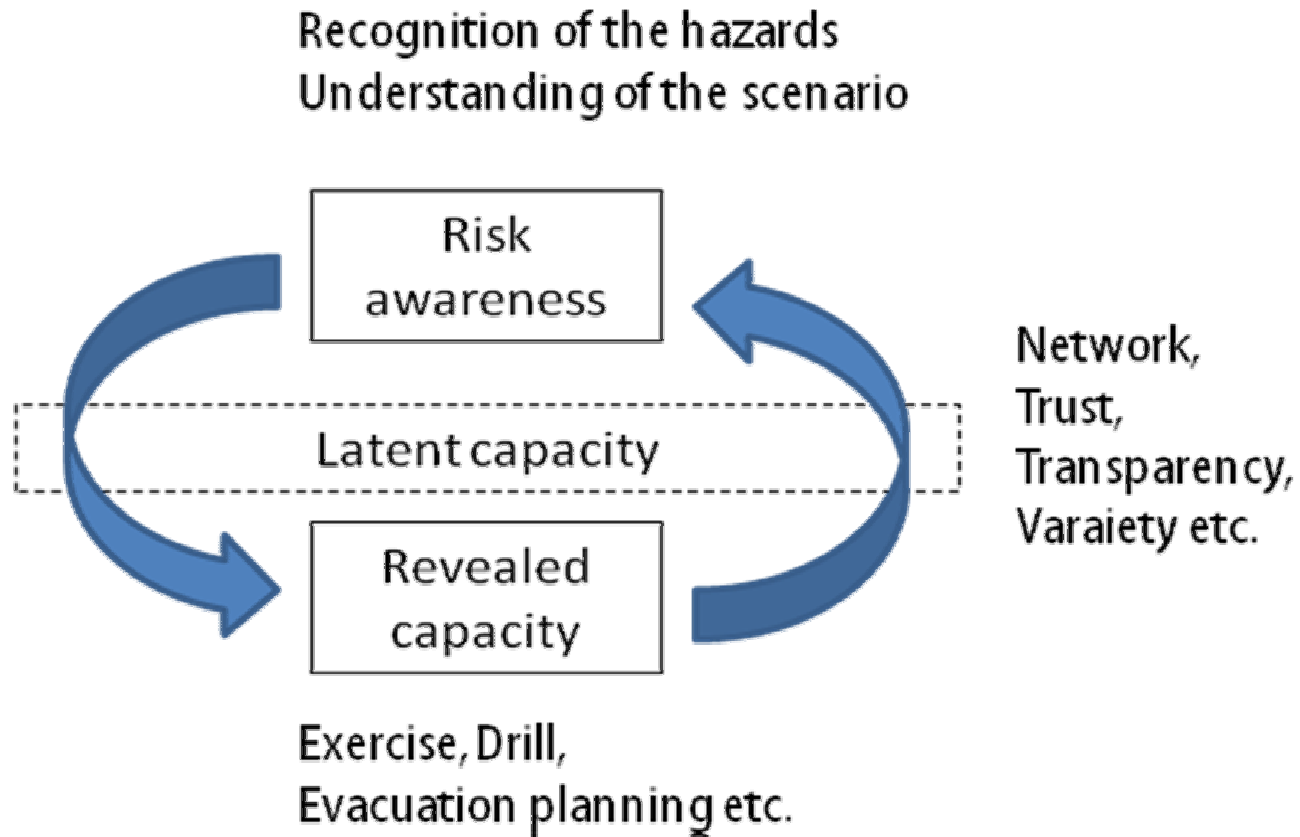 Recognition of the hazards
Understanding of the scenario
Risk
awareness
Latent capacity
Network,
Trust,
Transparency,
Varaiety etc.
Revealed
capacity
Exercise, Drill,
Evacuation planning etc.